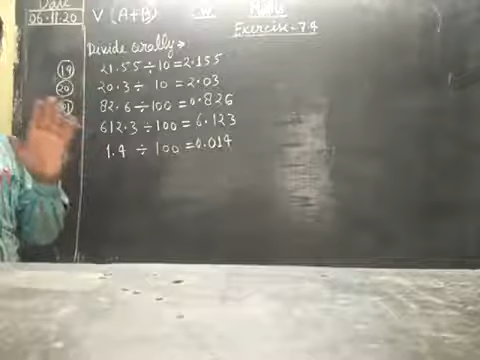 Date
06.11.20 V (A+B) C.W Maths
Exercise-7.4
Divide orally→
19 21.55 ÷ 10 = 2.155
20 20.3 ÷ 10 = 2.03
82.6 ÷ 100 = 0.826
612.3 ÷ 100 = 6.123
1.4 ÷ 100 = 0.014